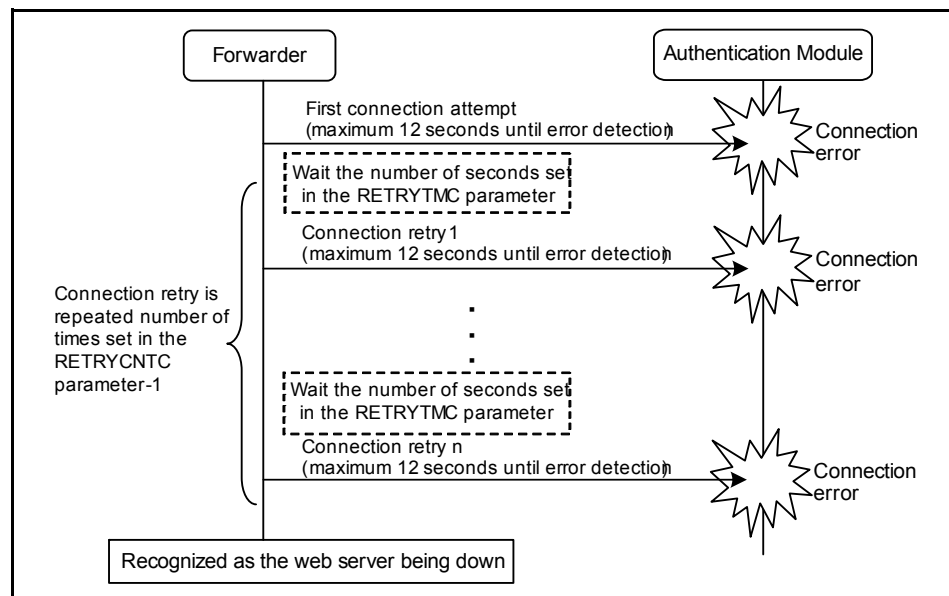 Forwarder
Authentication Module
First connection attempt
(maximum 12 seconds until error detection)
Connection
error
Wait the number of seconds set
in the RETRYTMC parameter
Connection retry 1
(maximum 12 seconds until error detection)
Connection
error
Connection retry is
repeated number of
times set in the
RETRYCNTC
parameter-1
.
.
.
Wait the number of seconds set
in the RETRYTMC parameter
Connection retry n
(maximum 12 seconds until error detection)
Connection
error
Recognized as the web server being down